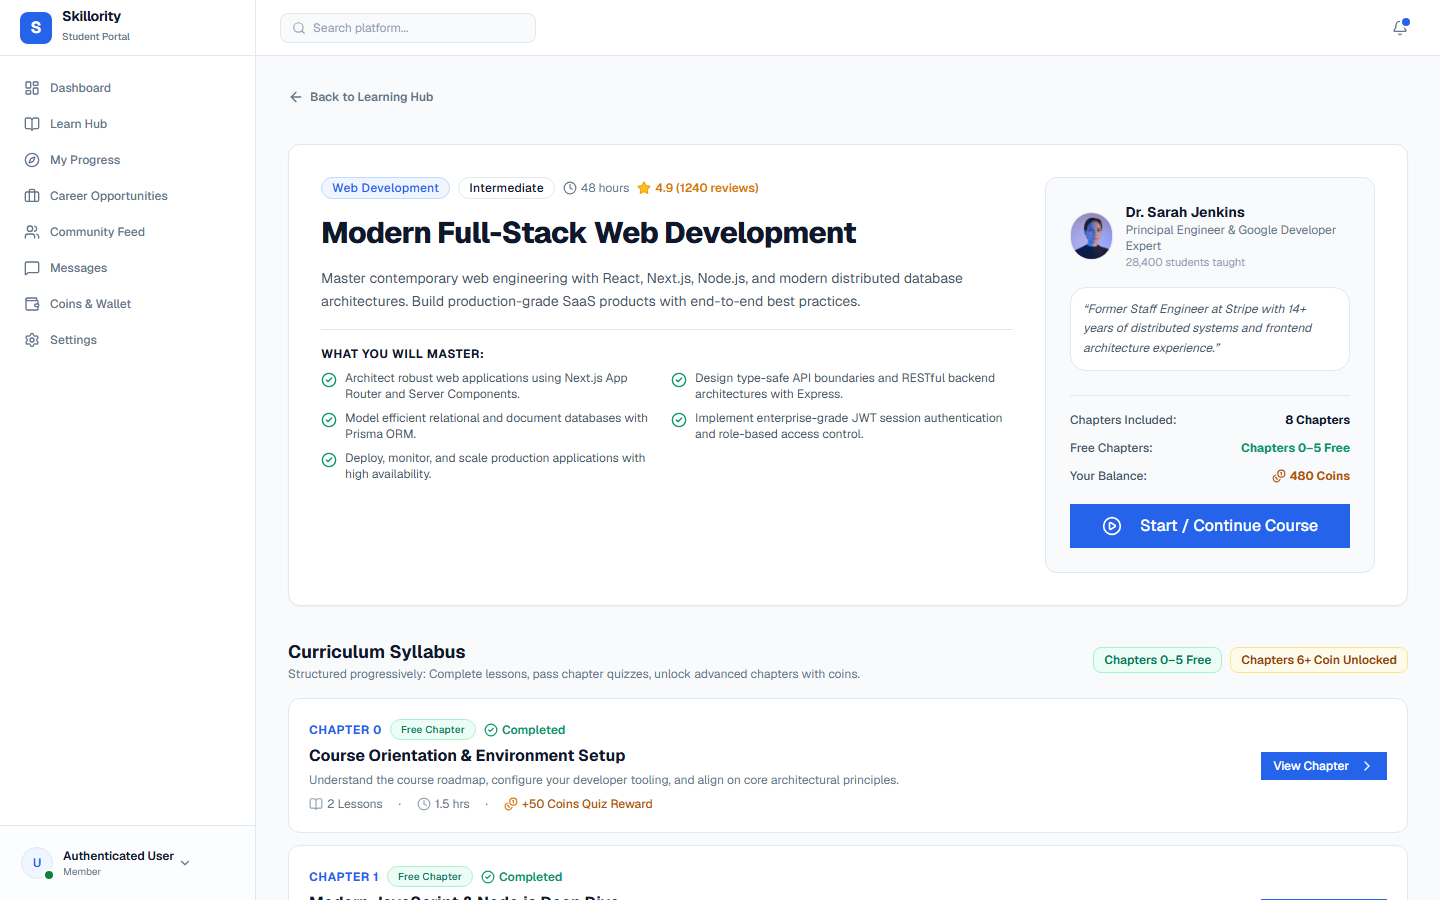 S
Skillority
Student Portal
Search platform...
Dashboard
Learn Hub
My Progress
Career Opportunities
Community Feed
Messages
Coins & Wallet
Settings
U
Authenticated User
Member
Back to Learning Hub
Web Development
Intermediate
48 hours
4.9 (1240 reviews)
Modern Full-Stack Web Development
Master contemporary web engineering with React, Next.js, Node.js, and modern distributed database
architectures. Build production-grade SaaS products with end-to-end best practices.
WHAT YOU WILL MASTER:
Architect robust web applications using Next.js App
Router and Server Components.
Design type-safe API boundaries and RESTful backend
architectures with Express.
Model efficient relational and document databases with
Prisma ORM.
Implement enterprise-grade JWT session authentication
and role-based access control.
Deploy, monitor, and scale production applications with
high availability.
Dr. Sarah Jenkins
Principal Engineer & Google Developer
Expert
28,400 students taught
"Former Staff Engineer at Stripe with 14+
years of distributed systems and frontend
architecture experience."
Chapters Included: 8 Chapters
Free Chapters: Chapters 0–5 Free
Your Balance: 480 Coins
Start / Continue Course
Curriculum Syllabus
Structured progressively: Complete lessons, pass chapter quizzes, unlock advanced chapters with coins.
Chapters 0–5 Free
Chapters 6+ Coin Unlocked
CHAPTER 0 Free Chapter Completed
Course Orientation & Environment Setup
Understand the course roadmap, configure your developer tooling, and align on core architectural principles.
2 Lessons · 1.5 hrs · +50 Coins Quiz Reward
View Chapter
CHAPTER 1 Free Chapter Completed
Modern JavaScript & Node.js Deep Dive